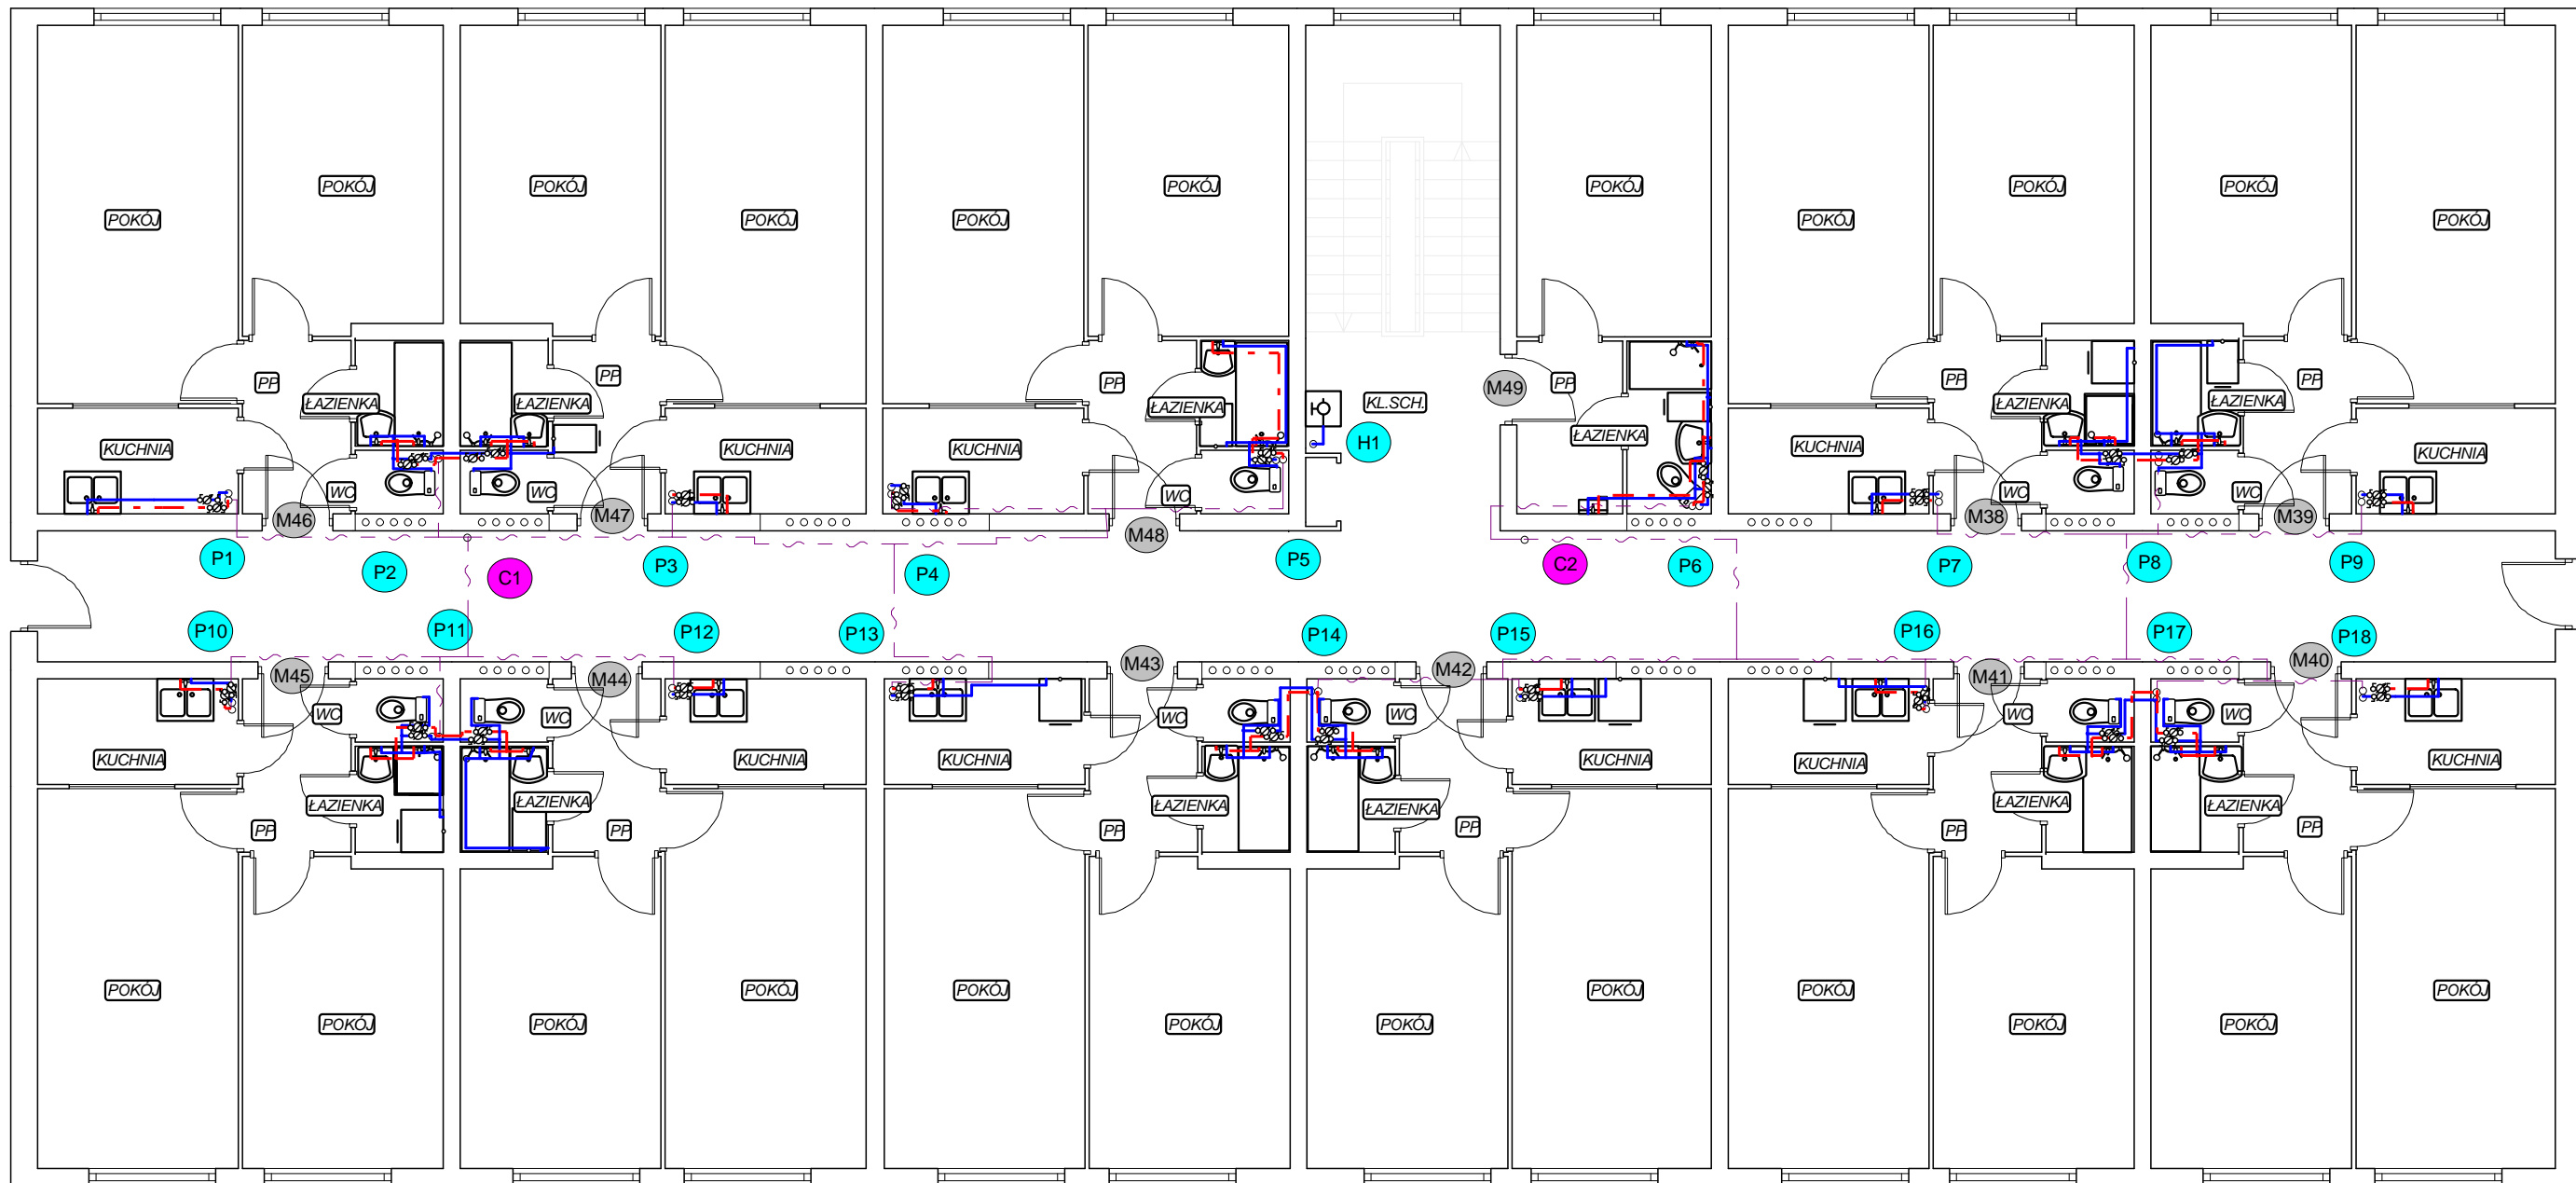 POKÓJ POKÓJ POKÓJ POKÓJ
POKÓJ POKÓJ POKÓJ POKÓJ POKÓJ POKÓJ POKÓJ
PP PP PP KL.SCH. M49 PP PP PP
ŁAZIENKA ŁAZIENKA ŁAZIENKA ŁAZIENKA ŁAZIENKA ŁAZIENKA
KUCHNIA KUCHNIA KUCHNIA H1 KUCHNIA KUCHNIA
WC WC WC WC WC
M46 M47 M48 M38 M39
P1 P2 C1 P3 P4 P5 C2 P6 P7 P8 P9
P10 P11 P12 P13 P14 P15 P16 P17 P18
M45 M44 M43 M42 M41 M40
WC WC WC WC WC WC
KUCHNIA KUCHNIA KUCHNIA KUCHNIA KUCHNIA KUCHNIA
ŁAZIENKA ŁAZIENKA ŁAZIENKA ŁAZIENKA ŁAZIENKA ŁAZIENKA
PP PP PP PP PP PP
POKÓJ POKÓJ POKÓJ POKÓJ POKÓJ POKÓJ
POKÓJ POKÓJ POKÓJ POKÓJ POKÓJ POKÓJ